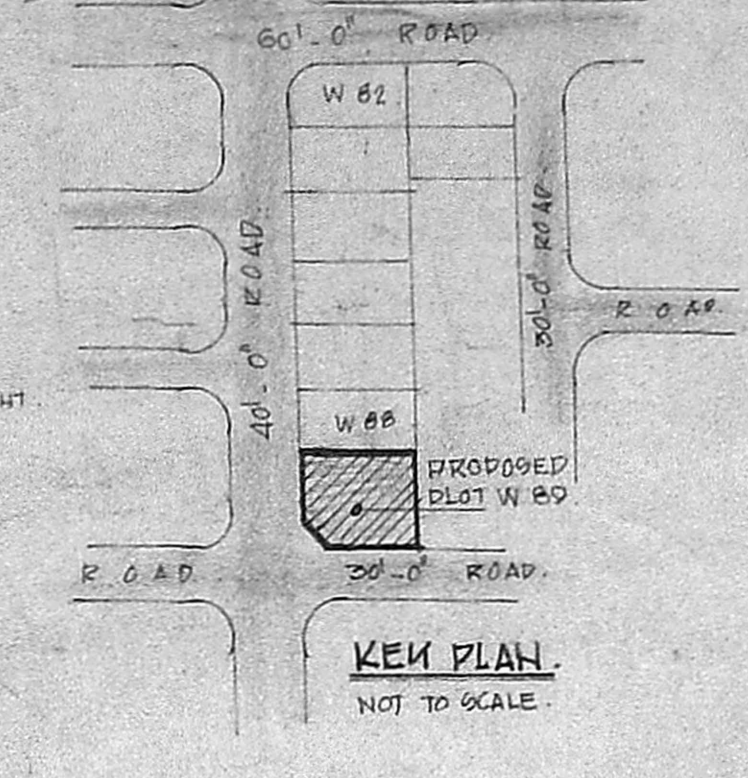 60'-0" ROAD
W 82
40'-0" ROAD.
30'-0" ROAD
ROAD.
HT.
W 88
PROPOSED
PLOT W 89.
ROAD
30'-0" ROAD.
KEY PLAN.
NOT TO SCALE.